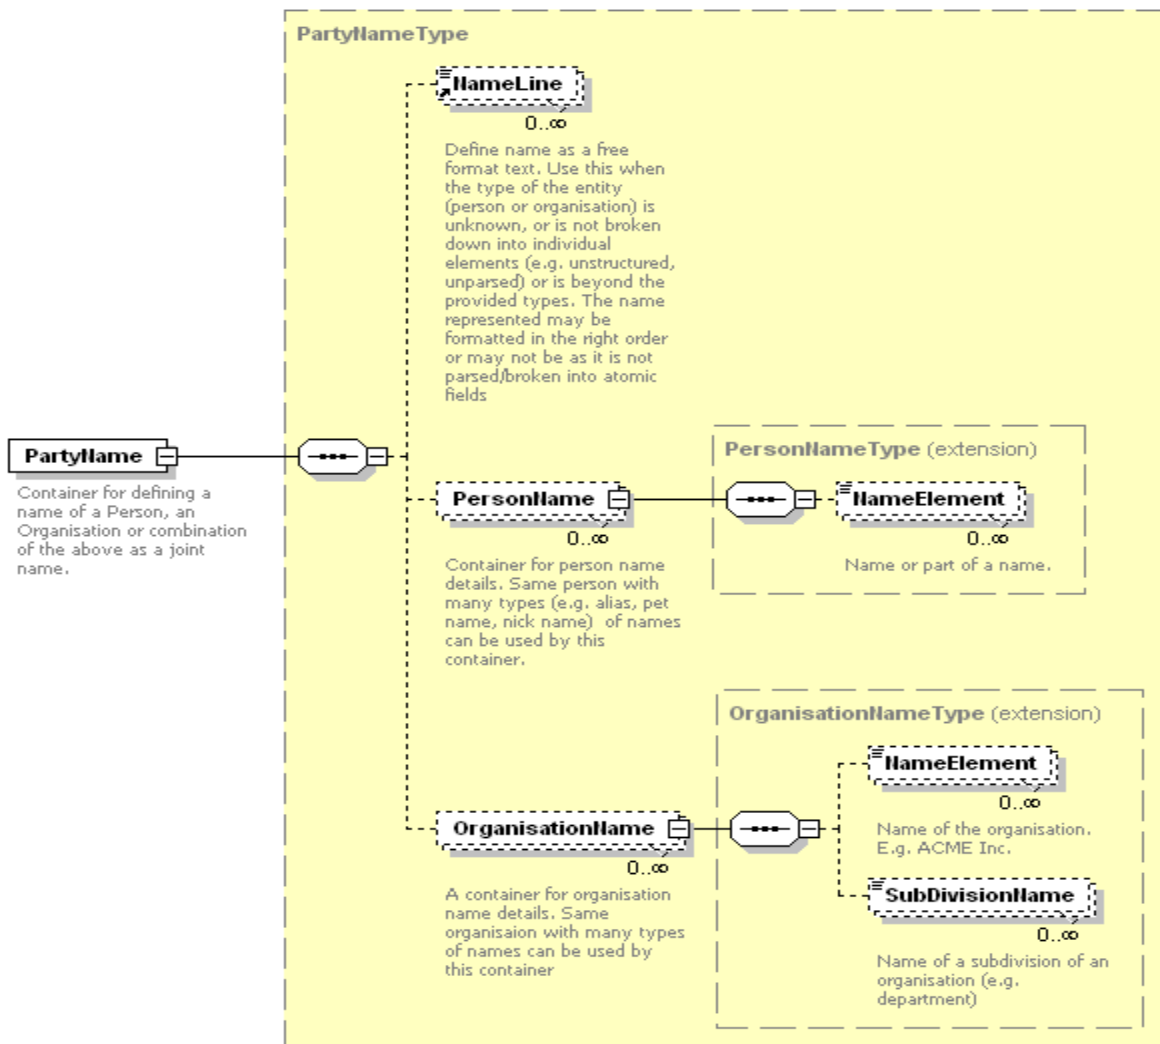 PartyNameType
NameLine
0..∞
Define name as a free
format text. Use this when
the type of the entity
(person or organisation) is
unknown, or is not broken
down into individual
elements (e.g. unstructured,
unparsed) or is beyond the
provided types. The name
represented may be
formatted in the right order
or may not be as it is not
parsed/broken into atomic
fields
PartyName
Container for defining a
name of a Person, an
Organisation or combination
of the above as a joint
name.
PersonName
0..∞
Container for person name
details. Same person with
many types (e.g. alias, pet
name, nick name)  of names
can be used by this
container.
PersonNameType (extension)
NameElement
0..∞
Name or part of a name.
OrganisationName
0..∞
A container for organisation
name details. Same
organisaion with many types
of names can be used by
this container
OrganisationNameType (extension)
NameElement
0..∞
Name of the organisation.
E.g. ACME Inc.
SubDivisionName
0..∞
Name of a subdivision of an
organisation (e.g.
department)